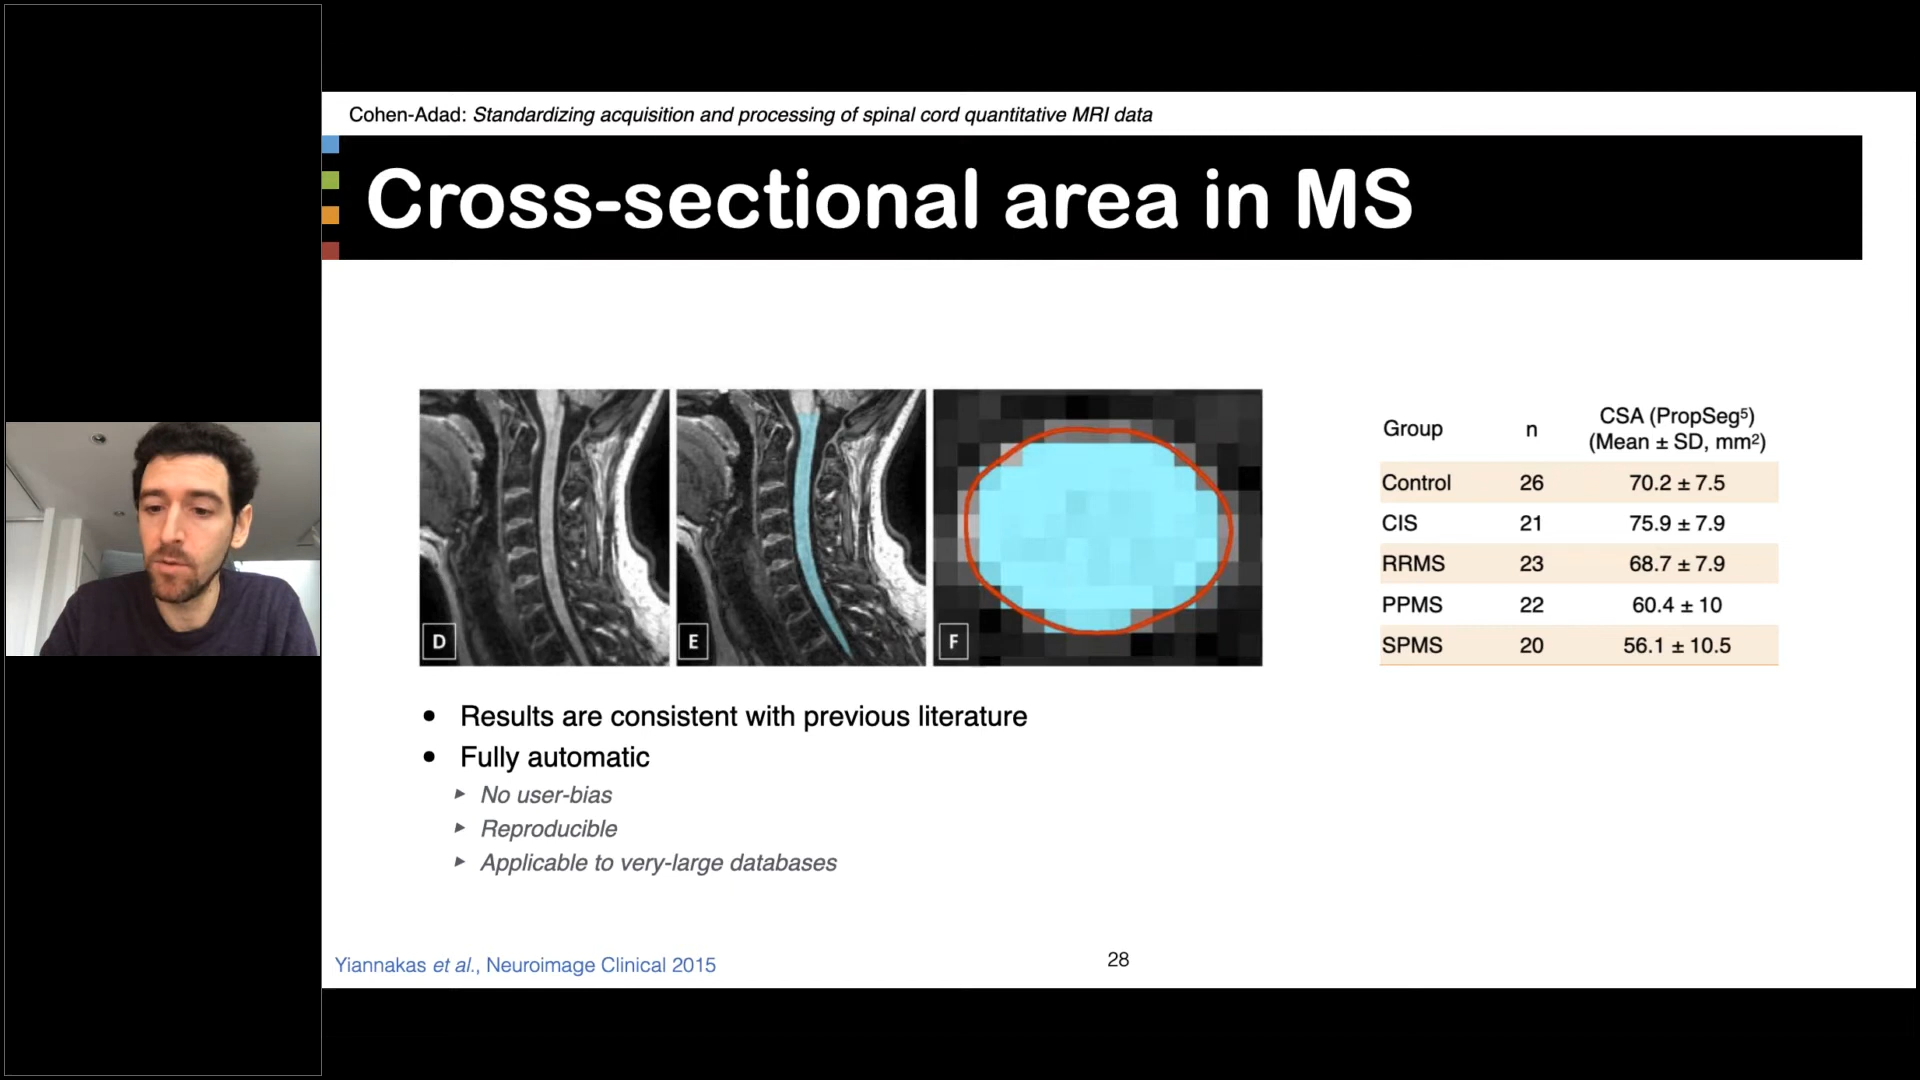 Cohen-Adad: Standardizing acquisition and processing of spinal cord quantitative MRI data
Cross-sectional area in MS
D
E
F
Group n CSA (PropSeg⁵) (Mean ± SD, mm²)
Control 26 70.2 ± 7.5
CIS 21 75.9 ± 7.9
RRMS 23 68.7 ± 7.9
PPMS 22 60.4 ± 10
SPMS 20 56.1 ± 10.5
• Results are consistent with previous literature
• Fully automatic
▸ No user-bias
▸ Reproducible
▸ Applicable to very-large databases
Yiannakas et al., Neuroimage Clinical 2015
28